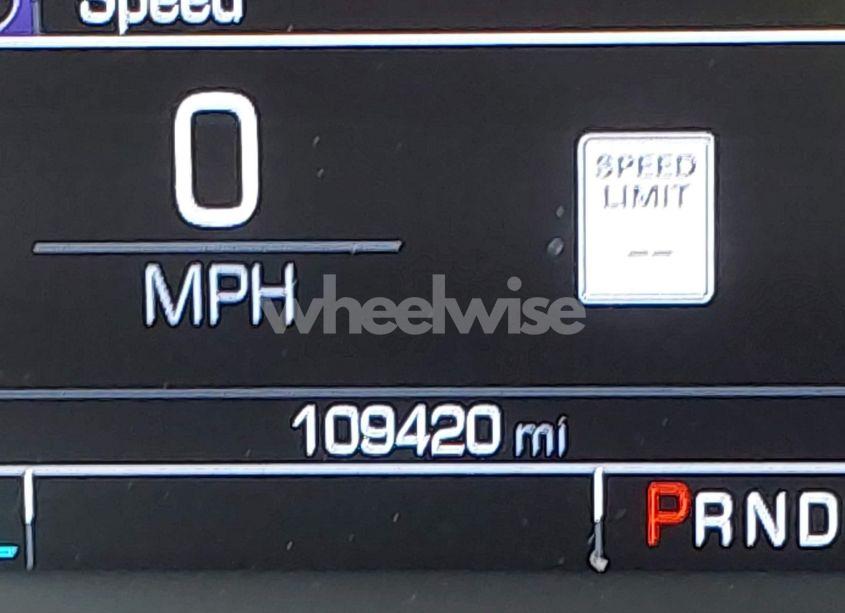 Speed
0
MPH
SPEED
LIMIT
--
wheelwise
109420 mi
PRND